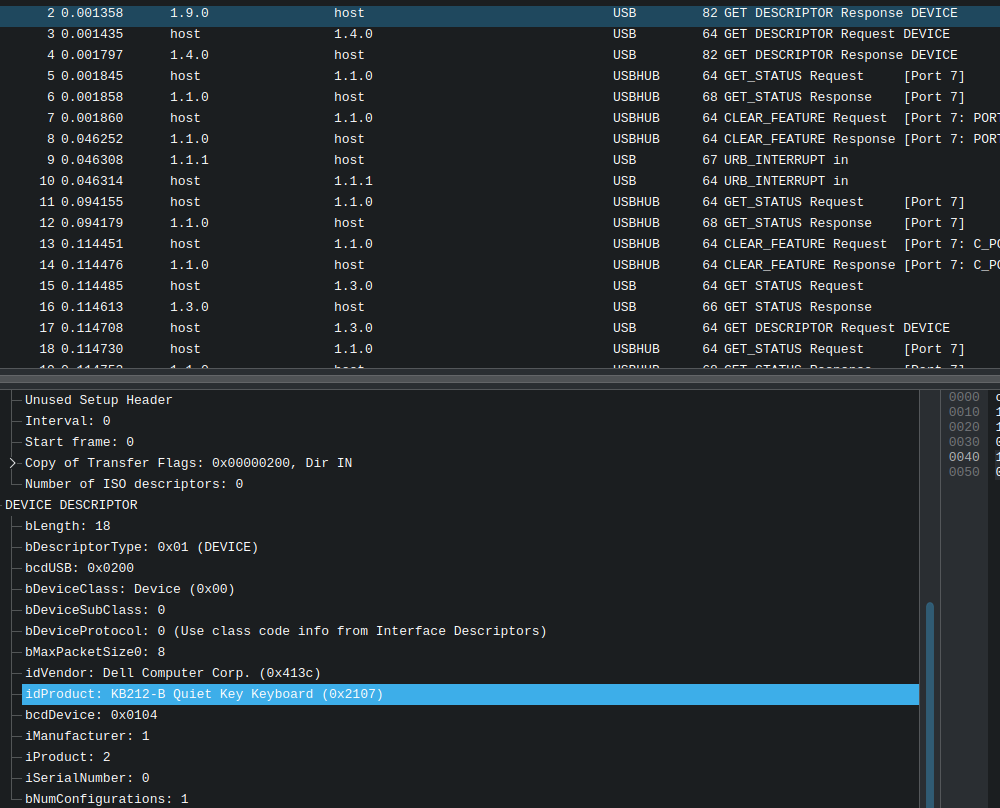 2 0.001358 1.9.0 host USB 82 GET DESCRIPTOR Response DEVICE
3 0.001435 host 1.4.0 USB 64 GET DESCRIPTOR Request DEVICE
4 0.001797 1.4.0 host USB 82 GET DESCRIPTOR Response DEVICE
5 0.001845 host 1.1.0 USBHUB 64 GET_STATUS Request [Port 7]
6 0.001858 1.1.0 host USBHUB 68 GET_STATUS Response [Port 7]
7 0.001860 host 1.1.0 USBHUB 64 CLEAR_FEATURE Request [Port 7: POR
8 0.046252 1.1.0 host USBHUB 64 CLEAR_FEATURE Response [Port 7: POR
9 0.046308 1.1.1 host USB 67 URB_INTERRUPT in
10 0.046314 host 1.1.1 USB 64 URB_INTERRUPT in
11 0.094155 host 1.1.0 USBHUB 64 GET_STATUS Request [Port 7]
12 0.094179 1.1.0 host USBHUB 68 GET_STATUS Response [Port 7]
13 0.114451 host 1.1.0 USBHUB 64 CLEAR_FEATURE Request [Port 7: C_PO
14 0.114476 1.1.0 host USBHUB 64 CLEAR_FEATURE Response [Port 7: C_PO
15 0.114485 host 1.3.0 USB 64 GET STATUS Request
16 0.114613 1.3.0 host USB 66 GET STATUS Response
17 0.114708 host 1.3.0 USB 64 GET DESCRIPTOR Request DEVICE
18 0.114730 host 1.1.0 USBHUB 64 GET_STATUS Request [Port 7]
Unused Setup Header
Interval: 0
Start frame: 0
Copy of Transfer Flags: 0x00000200, Dir IN
Number of ISO descriptors: 0
DEVICE DESCRIPTOR
bLength: 18
bDescriptorType: 0x01 (DEVICE)
bcdUSB: 0x0200
bDeviceClass: Device (0x00)
bDeviceSubClass: 0
bDeviceProtocol: 0 (Use class code info from Interface Descriptors)
bMaxPacketSize0: 8
idVendor: Dell Computer Corp. (0x413c)
idProduct: KB212-B Quiet Key Keyboard (0x2107)
bcdDevice: 0x0104
iManufacturer: 1
iProduct: 2
iSerialNumber: 0
bNumConfigurations: 1
0000
0010
0020
0030
0040
0050